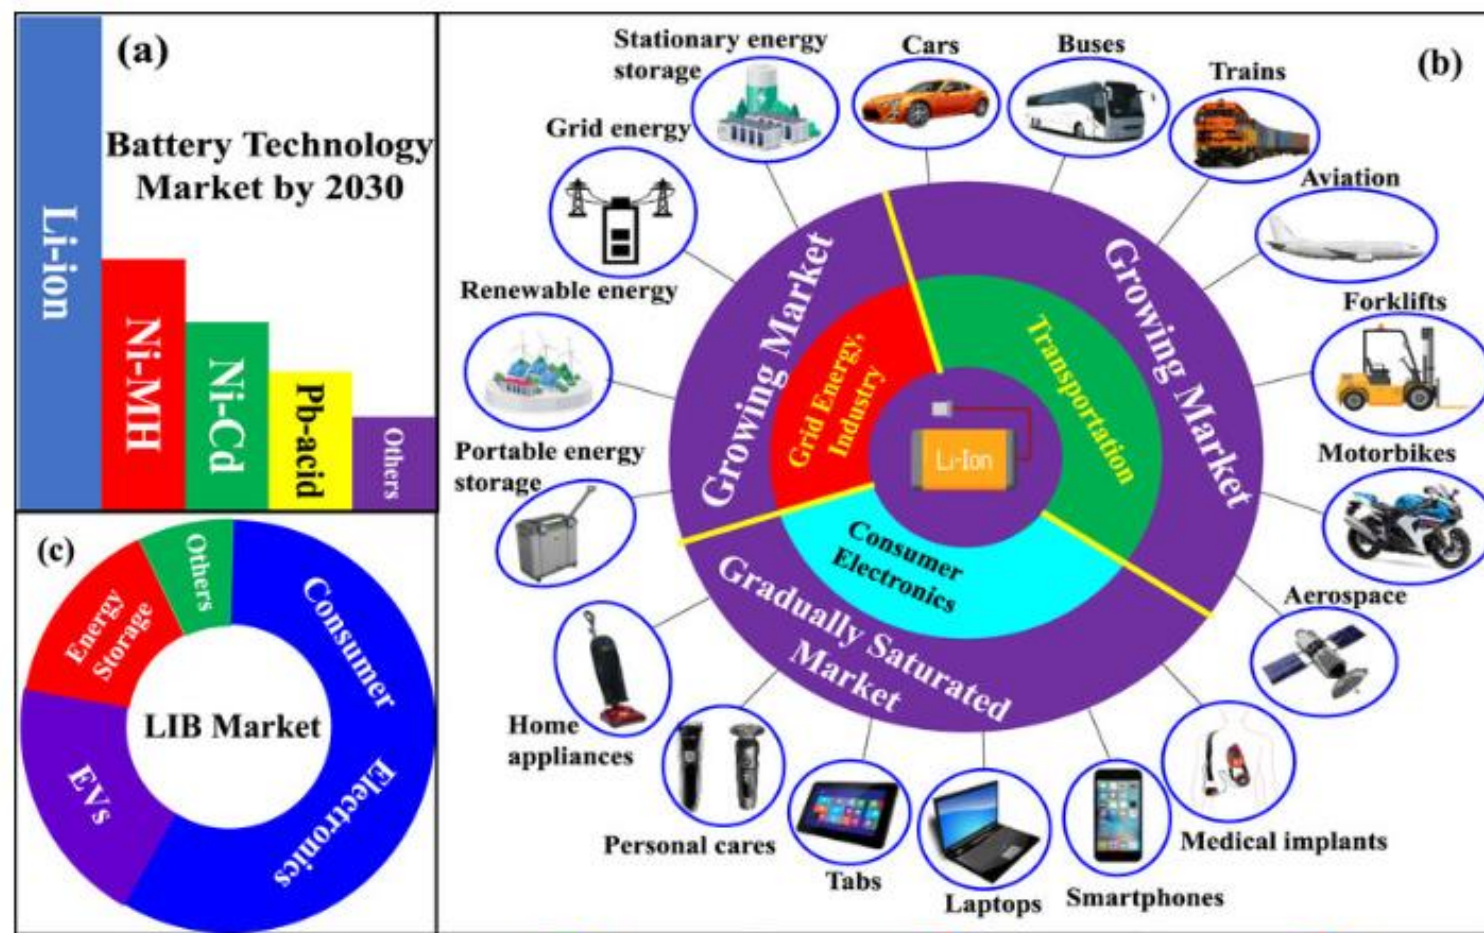 (a)
Battery Technology
Market by 2030
Li-ion
Ni-MH
Ni-Cd
Pb-acid
Others
(b)
Stationary energy
storage
Cars
Buses
Trains
Aviation
Forklifts
Motorbikes
Aerospace
Medical implants
Smartphones
Laptops
Tabs
Personal cares
Home
appliances
Portable energy
storage
Renewable energy
Grid energy
Growing Market
Growing Market
Gradually Saturated
Market
Grid Energy,
Industry
Transportation
Consumer
Electronics
Li-Ion
(c)
LIB Market
Consumer
Electronics
EVs
Energy
Storage
Others